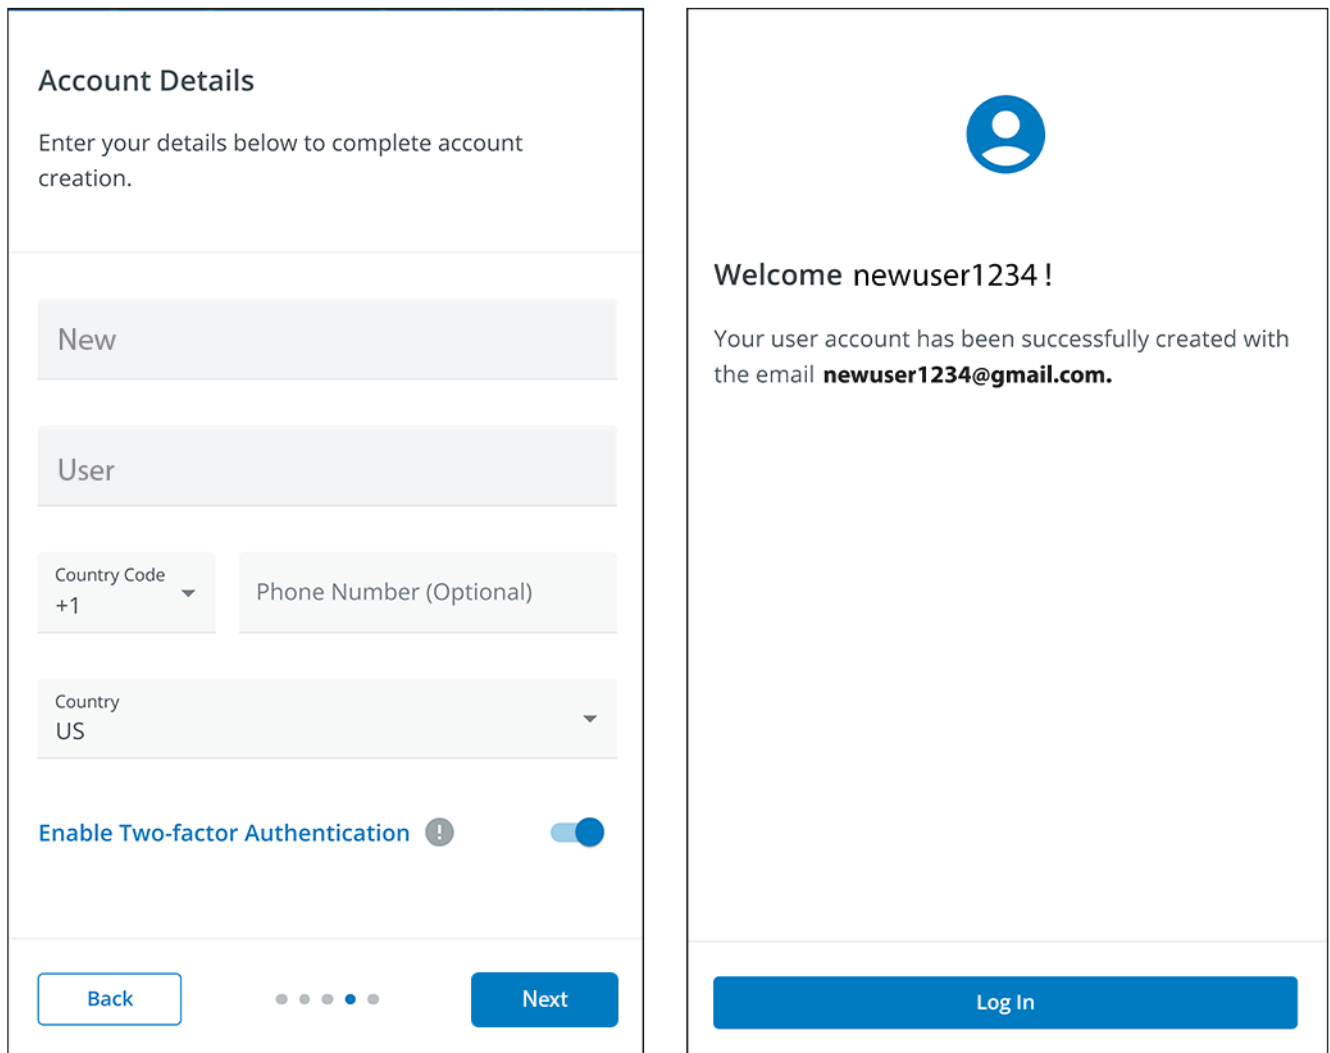 Account Details
Enter your details below to complete account
creation.
New
User
Country Code
+1
Phone Number (Optional)
Country
US
Enable Two-factor Authentication !
Back
Next
Welcome newuser1234 !
Your user account has been successfully created with
the email newuser1234@gmail.com.
Log In